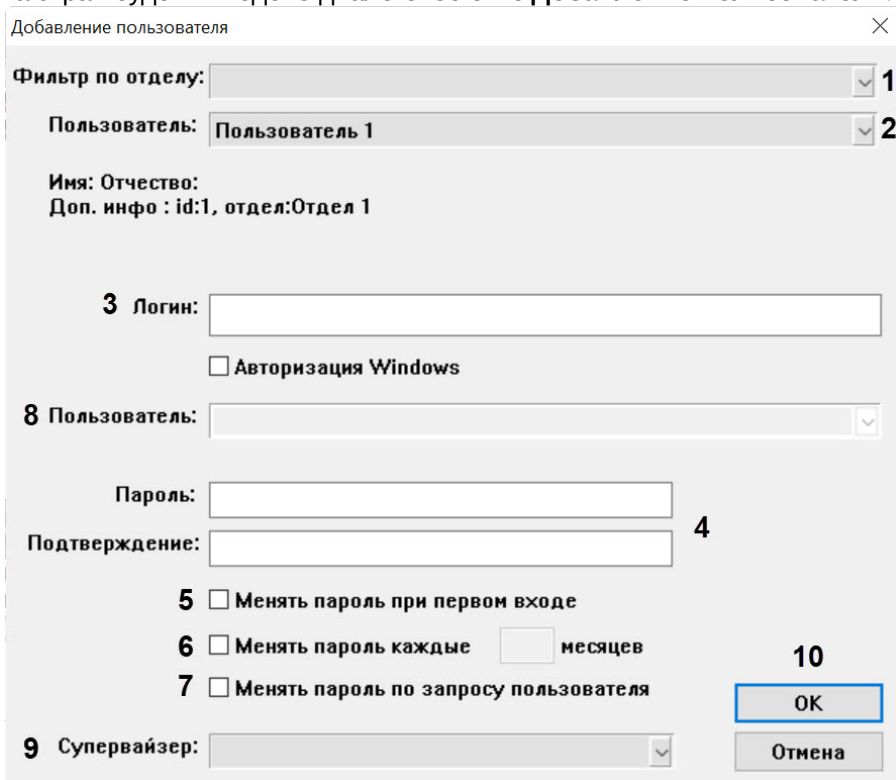 Добавление пользователя
Фильтр по отделу: 1
Пользователь: Пользователь 1 2
Имя: Отчество:
Доп. инфо : id:1, отдел:Отдел 1
3 Логин:
Авторизация Windows
8 Пользователь:
Пароль:
4
Подтверждение:
5 Менять пароль при первом входе
6 Менять пароль каждые месяцев
10
7 Менять пароль по запросу пользователя
OK
9 Супервайзер:
Отмена